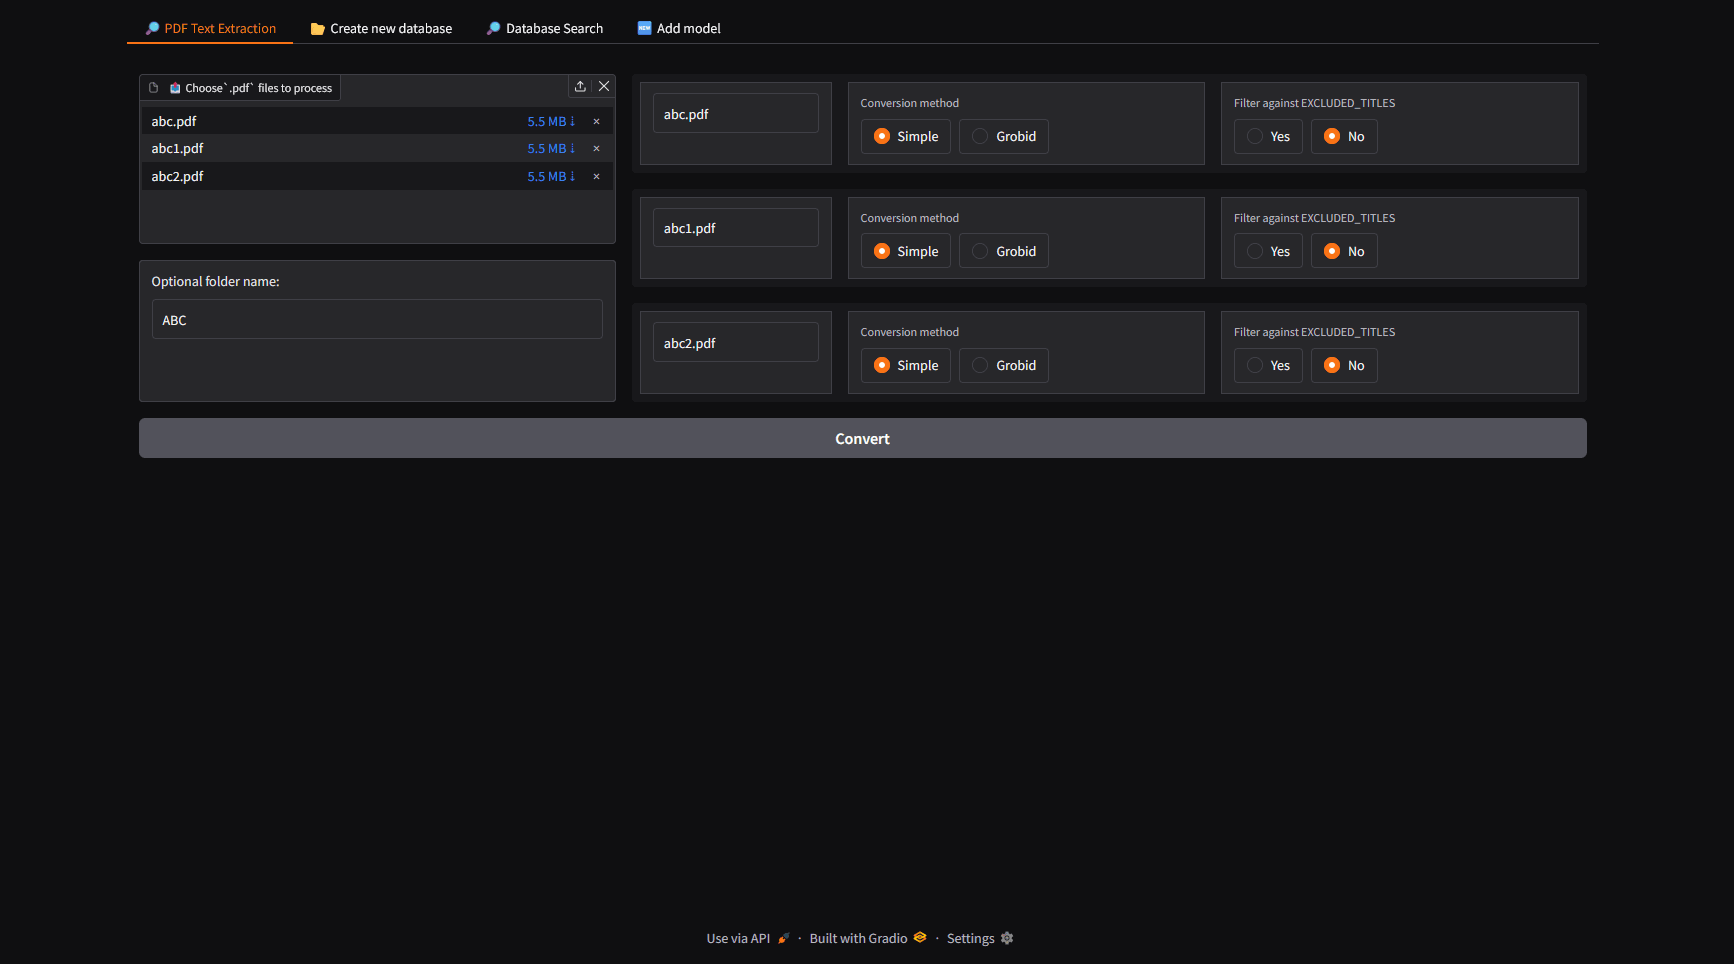 PDF Text Extraction Create new database Database Search NEW Add model
Choose`.pdf` files to process
abc.pdf 5.5 MB ↓ ×
abc1.pdf 5.5 MB ↓ ×
abc2.pdf 5.5 MB ↓ ×
Optional folder name:
ABC
abc.pdf
Conversion method
Simple Grobid
Filter against EXCLUDED_TITLES
Yes No
abc1.pdf
Conversion method
Simple Grobid
Filter against EXCLUDED_TITLES
Yes No
abc2.pdf
Conversion method
Simple Grobid
Filter against EXCLUDED_TITLES
Yes No
Convert
Use via API · Built with Gradio · Settings